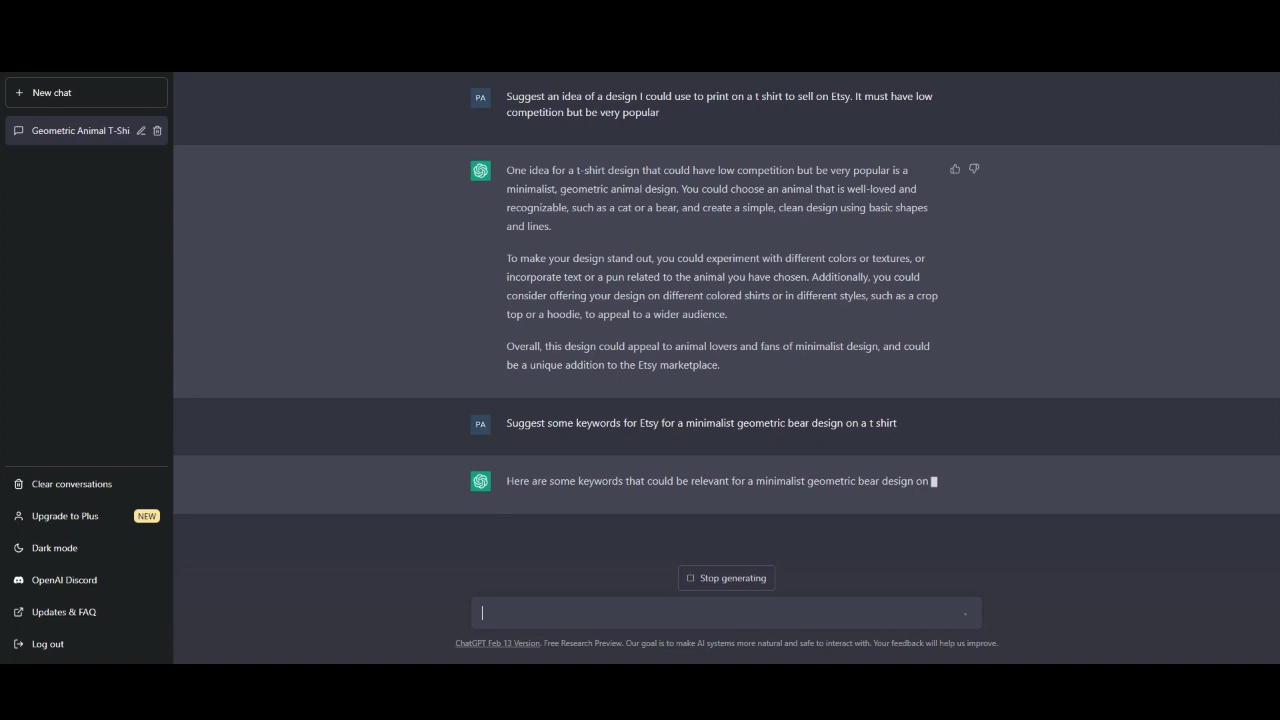 New chat
Geometric Animal T-Shi
Clear conversations
Upgrade to Plus NEW
Dark mode
OpenAI Discord
Updates & FAQ
Log out
PA
Suggest an idea of a design I could use to print on a t shirt to sell on Etsy. It must have low
competition but be very popular
One idea for a t-shirt design that could have low competition but be very popular is a
minimalist, geometric animal design. You could choose an animal that is well-loved and
recognizable, such as a cat or a bear, and create a simple, clean design using basic shapes
and lines.
To make your design stand out, you could experiment with different colors or textures, or
incorporate text or a pun related to the animal you have chosen. Additionally, you could
consider offering your design on different colored shirts or in different styles, such as a crop
top or a hoodie, to appeal to a wider audience.
Overall, this design could appeal to animal lovers and fans of minimalist design, and could
be a unique addition to the Etsy marketplace.
PA
Suggest some keywords for Etsy for a minimalist geometric bear design on a t shirt
Here are some keywords that could be relevant for a minimalist geometric bear design on
Stop generating
ChatGPT Feb 13 Version. Free Research Preview. Our goal is to make AI systems more natural and safe to interact with. Your feedback will help us improve.